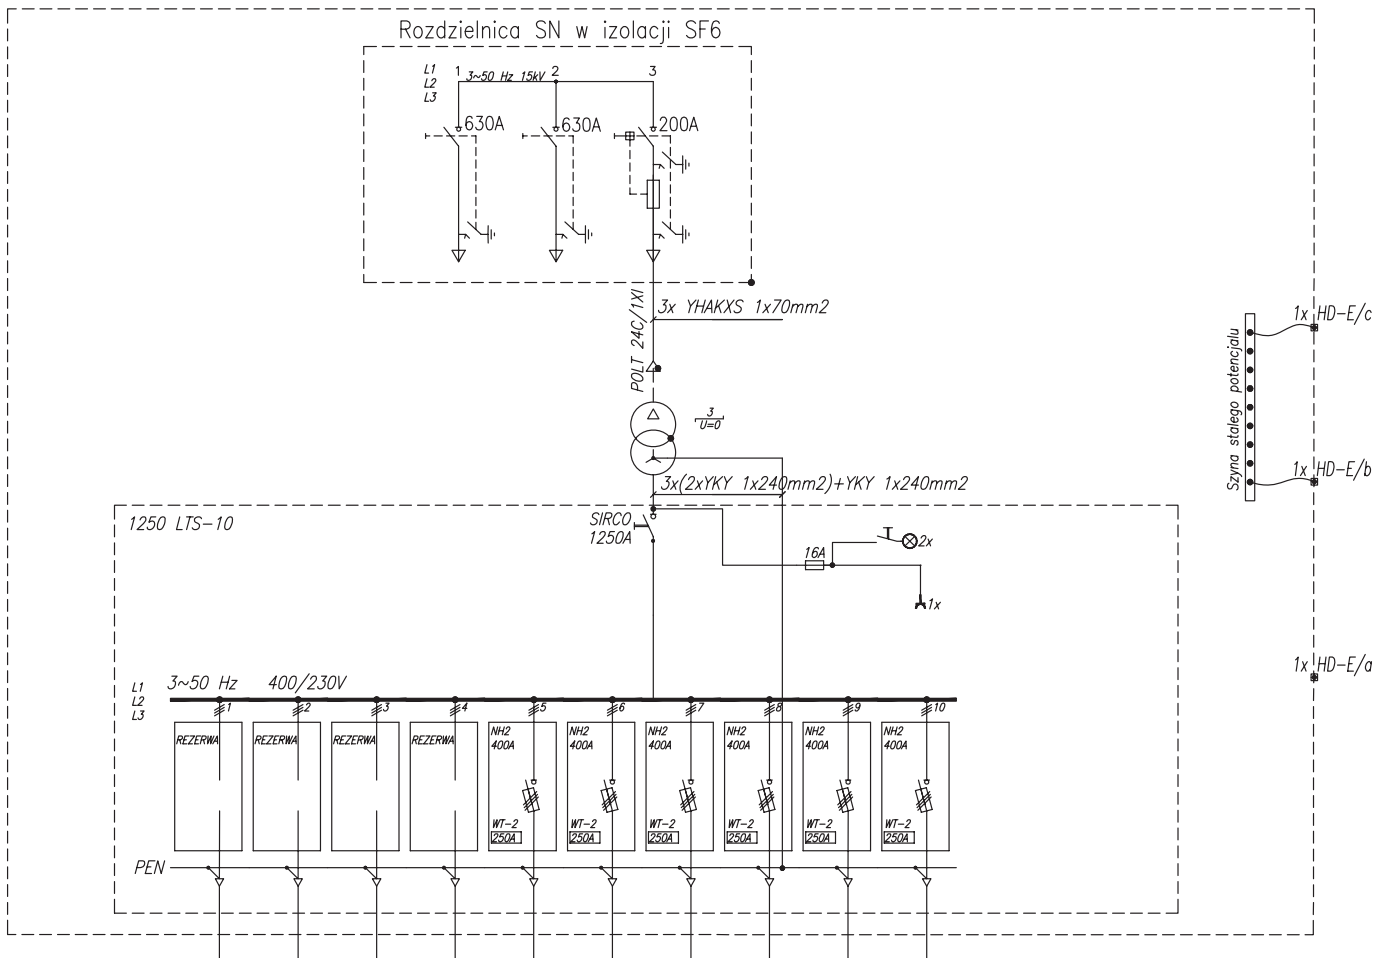 Rozdzielnica SN w izolacji SF6
L1
L2
L3
1
3~50 Hz 15kV
2
3
630A
630A
200A
3x YHAKXS 1x70mm2
POLT 24C/1XI
3
U=0
3x(2xYKY 1x240mm2)+YKY 1x240mm2
1250 LTS-10
SIRCO
1250A
16A
2x
1x
Szyna stałego potencjału
1x HD-E/c
1x HD-E/b
1x HD-E/a
L1
L2
L3
3~50 Hz 400/230V
1 2 3 4 5 6 7 8 9 10
REZERWA
REZERWA
REZERWA
REZERWA
NH2
400A
WT-2
250A
NH2
400A
WT-2
250A
NH2
400A
WT-2
250A
NH2
400A
WT-2
250A
NH2
400A
WT-2
250A
NH2
400A
WT-2
250A
PEN